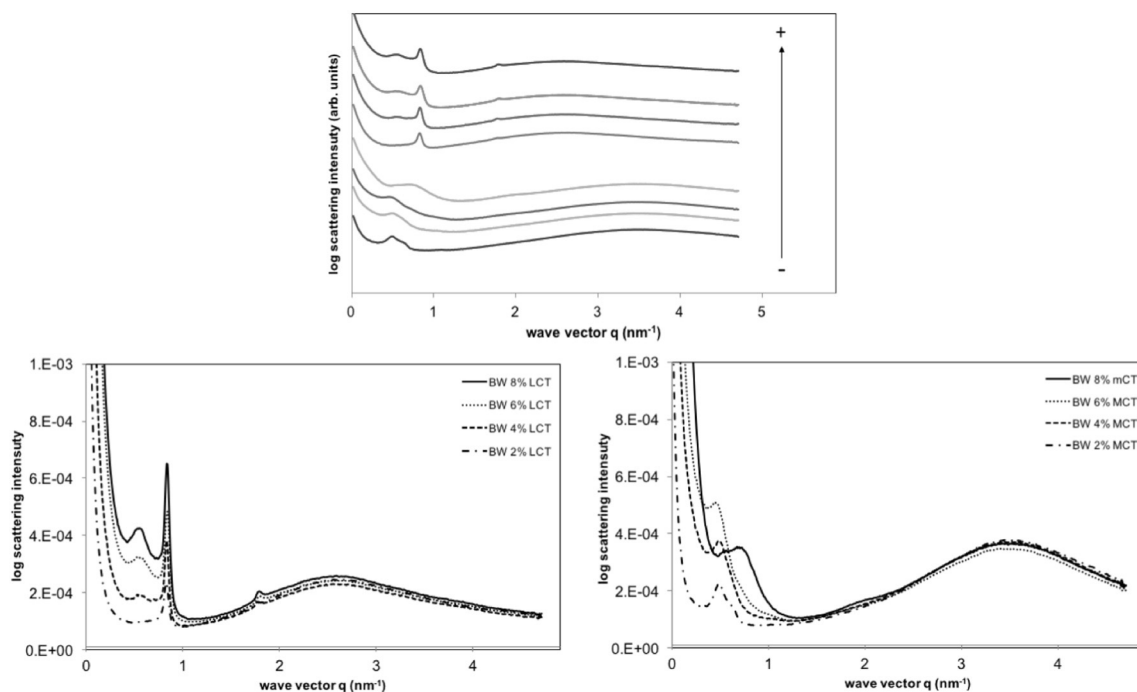 log scattering intensuty (arb. units)
+
-
0 1 2 3 4 5
wave vector q (nm-1)
log scattering intensuty
1.E-03
8.E-04
6.E-04
4.E-04
2.E-04
0.E+00
BW 8% LCT
BW 6% LCT
BW 4% LCT
BW 2% LCT
0 1 2 3 4
wave vector q (nm-1)
log scattering intensuty
1.E-03
8.E-04
6.E-04
4.E-04
2.E-04
0.E+00
BW 8% mCT
BW 6% MCT
BW 4% MCT
BW 2% MCT
0 1 2 3 4
wave vector q (nm-1)